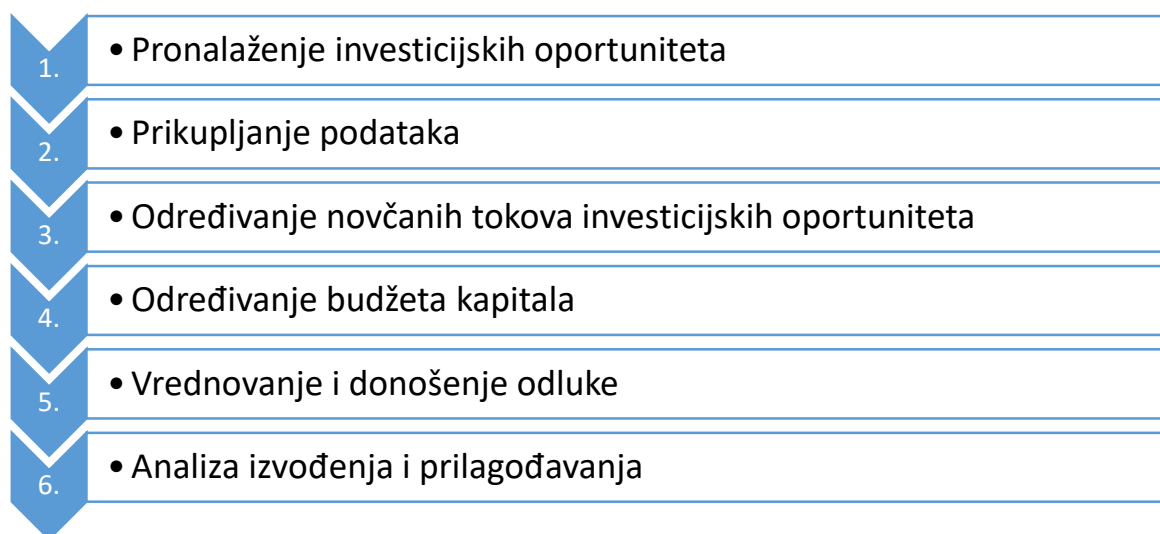 1. • Pronalaženje investicijskih oportuniteta
2. • Prikupljanje podataka
3. • Određivanje novčanih tokova investicijskih oportuniteta
4. • Određivanje budžeta kapitala
5. • Vrednovanje i donošenje odluke
6. • Analiza izvođenja i prilagođavanja